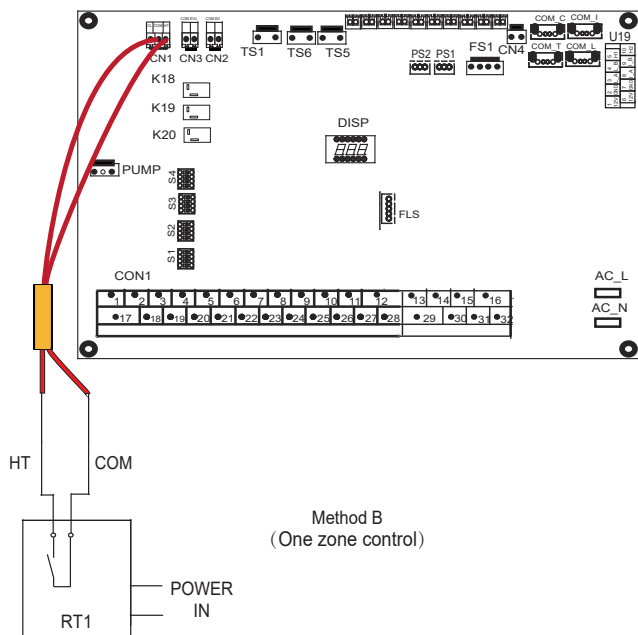 COM_C COM_I
U19
CN1 CN3 CN2 TS1 TS6 TS5 PS2 PS1 FS1 CN4 COM_T COM_L
K18
K19
K20
DISP
PUMP
S4
S3
S2
S1
FLS
CON1
AC_L
1 2 3 4 5 6 7 8 9 10 11 12 13 14 15 16
17 18 19 20 21 22 23 24 25 26 27 28 29 30 31 32
AC_N
HT COM
Method B
(One zone control)
POWER
IN
RT1